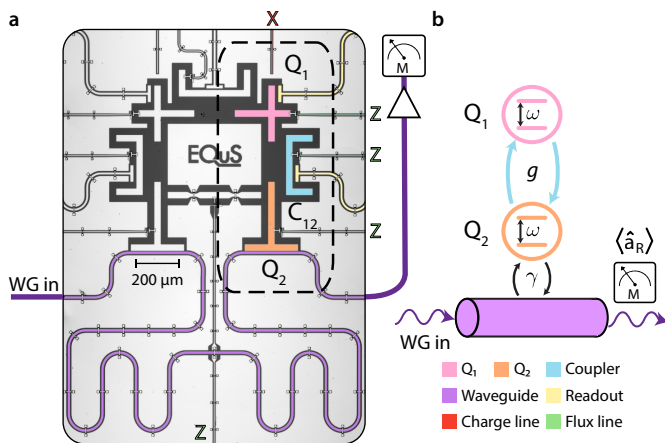 a
X
Q₁
M
Z
EQuS
Z
C₁₂
Z
200 μm
Q₂
WG in
Z
b
Q₁
ω
g
Q₂
ω
⟨âR⟩
γ
M
WG in
Q₁ Q₂ Coupler
Waveguide Readout
Charge line Flux line